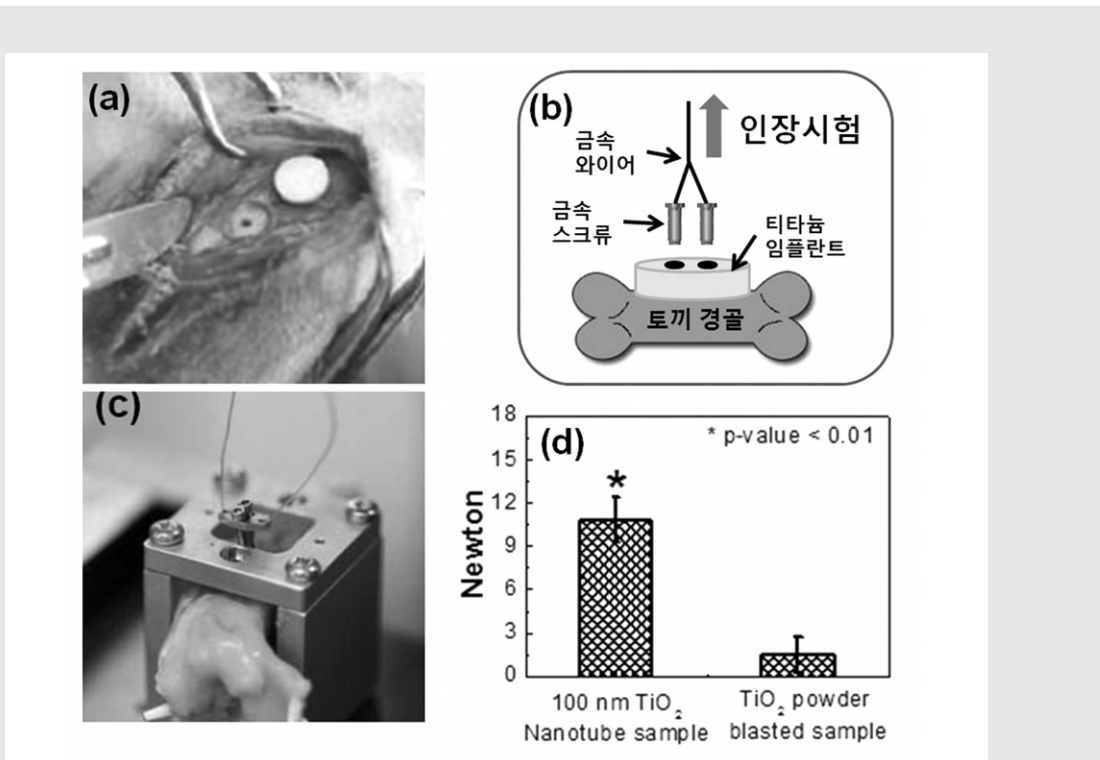 (a)
(b)
인장시험
금속
와이어
금속
스크류
티타늄
임플란트
토끼 경골
(c)
(d)
* p-value < 0.01
*
18
15
12
9
6
3
0
Newton
100 nm TiO₂
Nanotube sample
TiO₂ powder
blasted sample